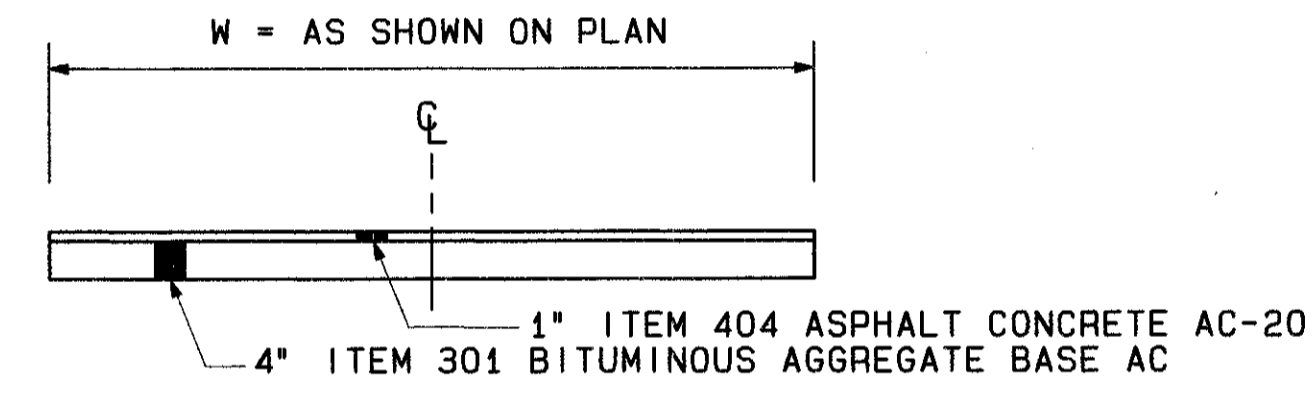 W = AS SHOWN ON PLAN
℄
1" ITEM 404 ASPHALT CONCRETE AC-20
4" ITEM 301 BITUMINOUS AGGREGATE BASE AC